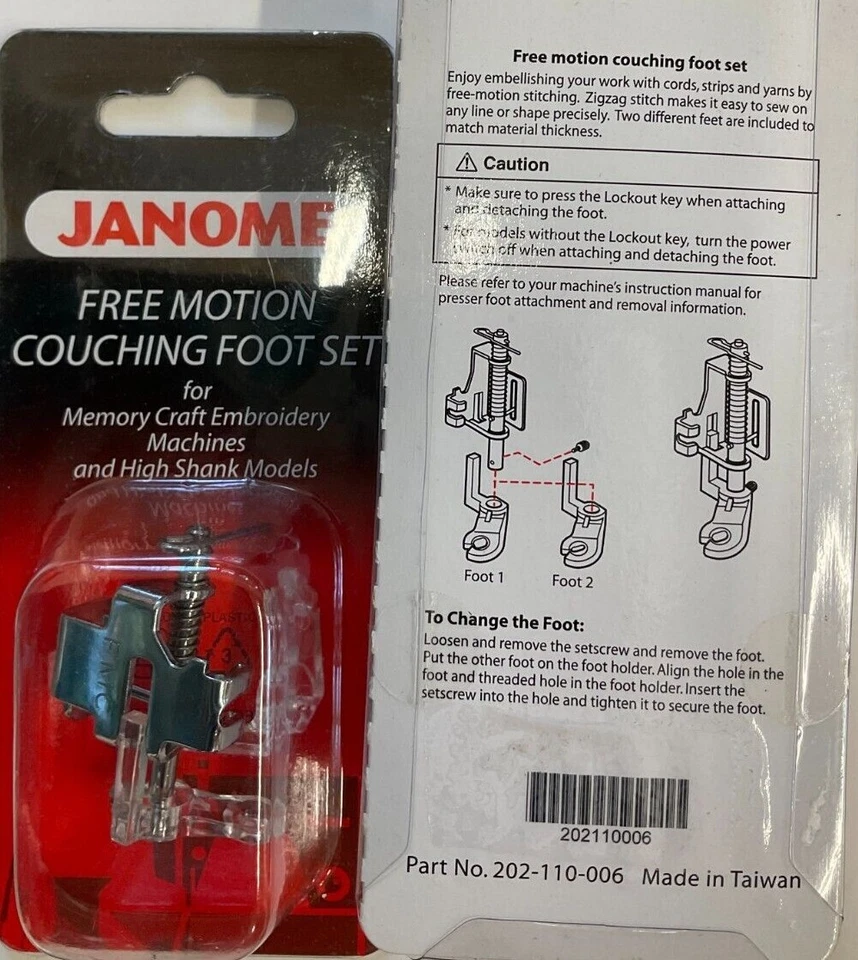 JANOME
FREE MOTION
COUCHING FOOT SET
for
Memory Craft Embroidery
Machines
and High Shank Models
FMC
3
Free motion couching foot set
Enjoy embellishing your work with cords, strips and yarns by
free-motion stitching. Zigzag stitch makes it easy to sew on
any line or shape precisely. Two different feet are included to
match material thickness.
Caution
* Make sure to press the Lockout key when attaching
and detaching the foot.
* For models without the Lockout key, turn the power
switch off when attaching and detaching the foot.
Please refer to your machine's instruction manual for
presser foot attachment and removal information.
Foot 1
Foot 2
To Change the Foot:
Loosen and remove the setscrew and remove the foot.
Put the other foot on the foot holder. Align the hole in the
foot and threaded hole in the foot holder. Insert the
setscrew into the hole and tighten it to secure the foot.
202110006
Part No. 202-110-006 Made in Taiwan